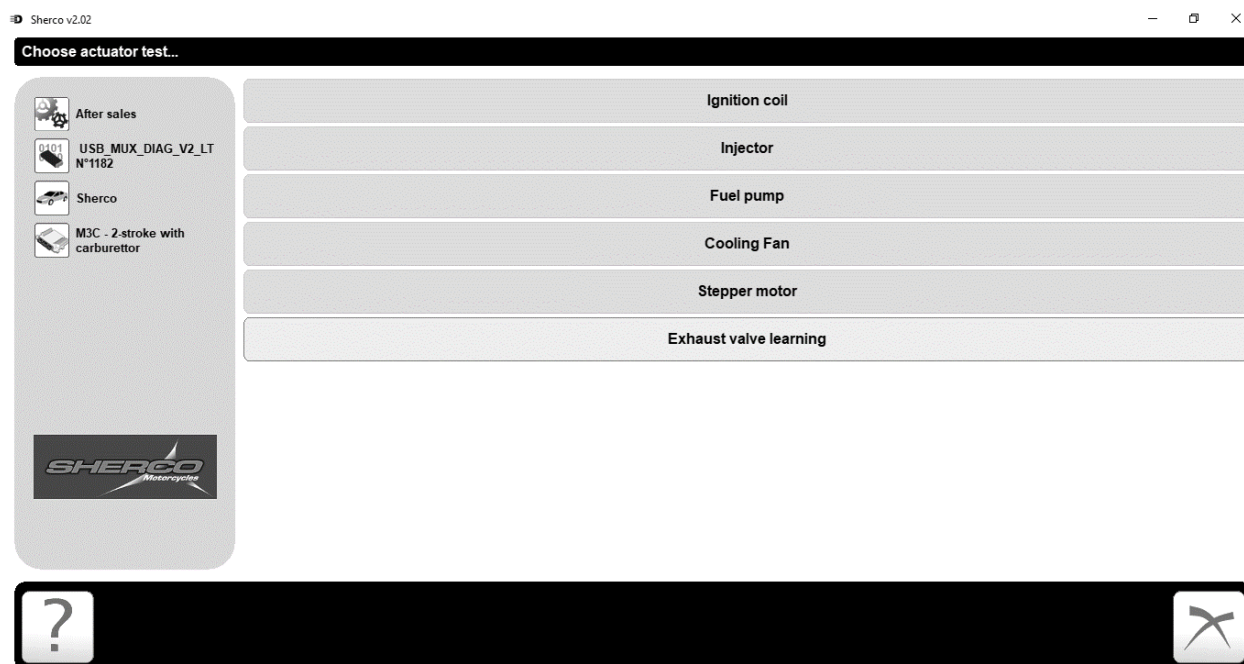 Sherco v2.02
Choose actuator test...
After sales
USB_MUX_DIAG_V2_LT
N°1182
Sherco
M3C - 2-stroke with
carburettor
Ignition coil
Injector
Fuel pump
Cooling Fan
Stepper motor
Exhaust valve learning
0101
SHERCO
Motorcycles
?